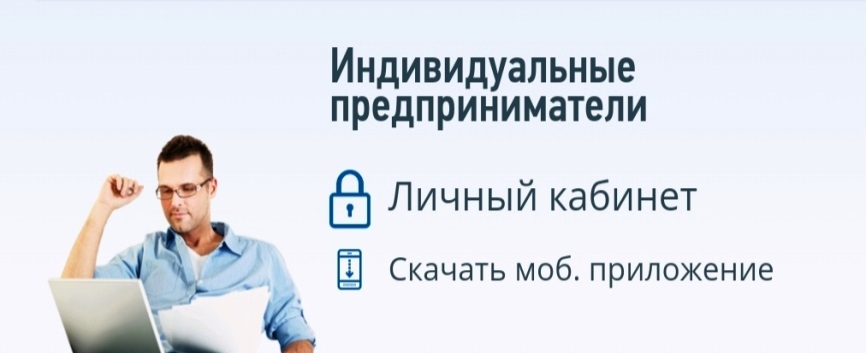 Индивидуальные
предприниматели
Личный кабинет
Скачать моб. приложение